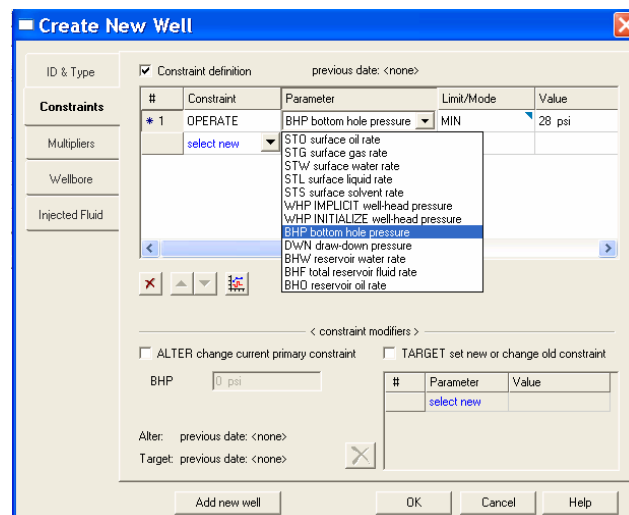 Create New Well
ID & Type
Constraints
Multipliers
Wellbore
Injected Fluid
Constraint definition previous date: <none>
# Constraint Parameter Limit/Mode Value
* 1 OPERATE BHP bottom hole pressure MIN 28 psi
select new
STO surface oil rate
STG surface gas rate
STW surface water rate
STL surface liquid rate
STS surface solvent rate
WHP IMPLICIT well-head pressure
WHP INITIALIZE well-head pressure
BHP bottom hole pressure
DWN draw-down pressure
BHW reservoir water rate
BHF total reservoir fluid rate
BHO reservoir oil rate
< constraint modifiers >
ALTER change current primary constraint
TARGET set new or change old constraint
BHP 0 psi
# Parameter Value
select new
Alter: previous date: <none>
Target: previous date: <none>
Add new well OK Cancel Help